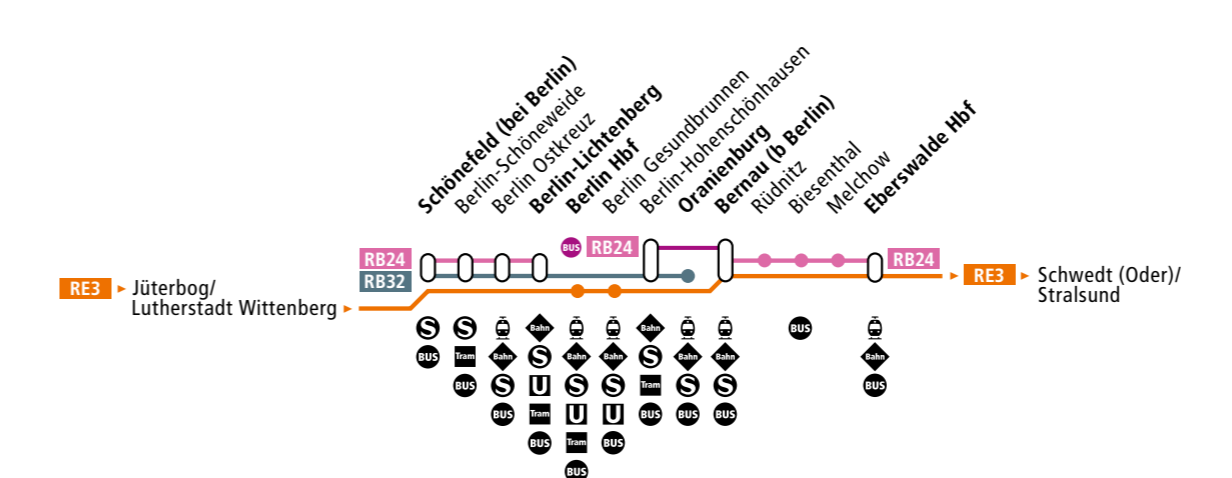 Schönefeld (bei Berlin)
Berlin-Schöneweide
Berlin Ostkreuz
Berlin-Lichtenberg
Berlin Hbf
Berlin Gesundbrunnen
Berlin-Hohenschönhausen
Oranienburg
Bernau (b Berlin)
Rüdnitz
Biesenthal
Melchow
Eberswalde Hbf
BUS RB24
RB24 RB24
RB32
RE3 Jüterbog/
Lutherstadt Wittenberg
RE3 Schwedt (Oder)/
Stralsund
S S Bahn Bahn
BUS Tram Bahn S Bahn Bahn S Bahn Bahn Bahn
BUS S U S S Tram S S BUS
BUS Tram U U BUS BUS BUS
BUS Tram BUS
BUS
BUS